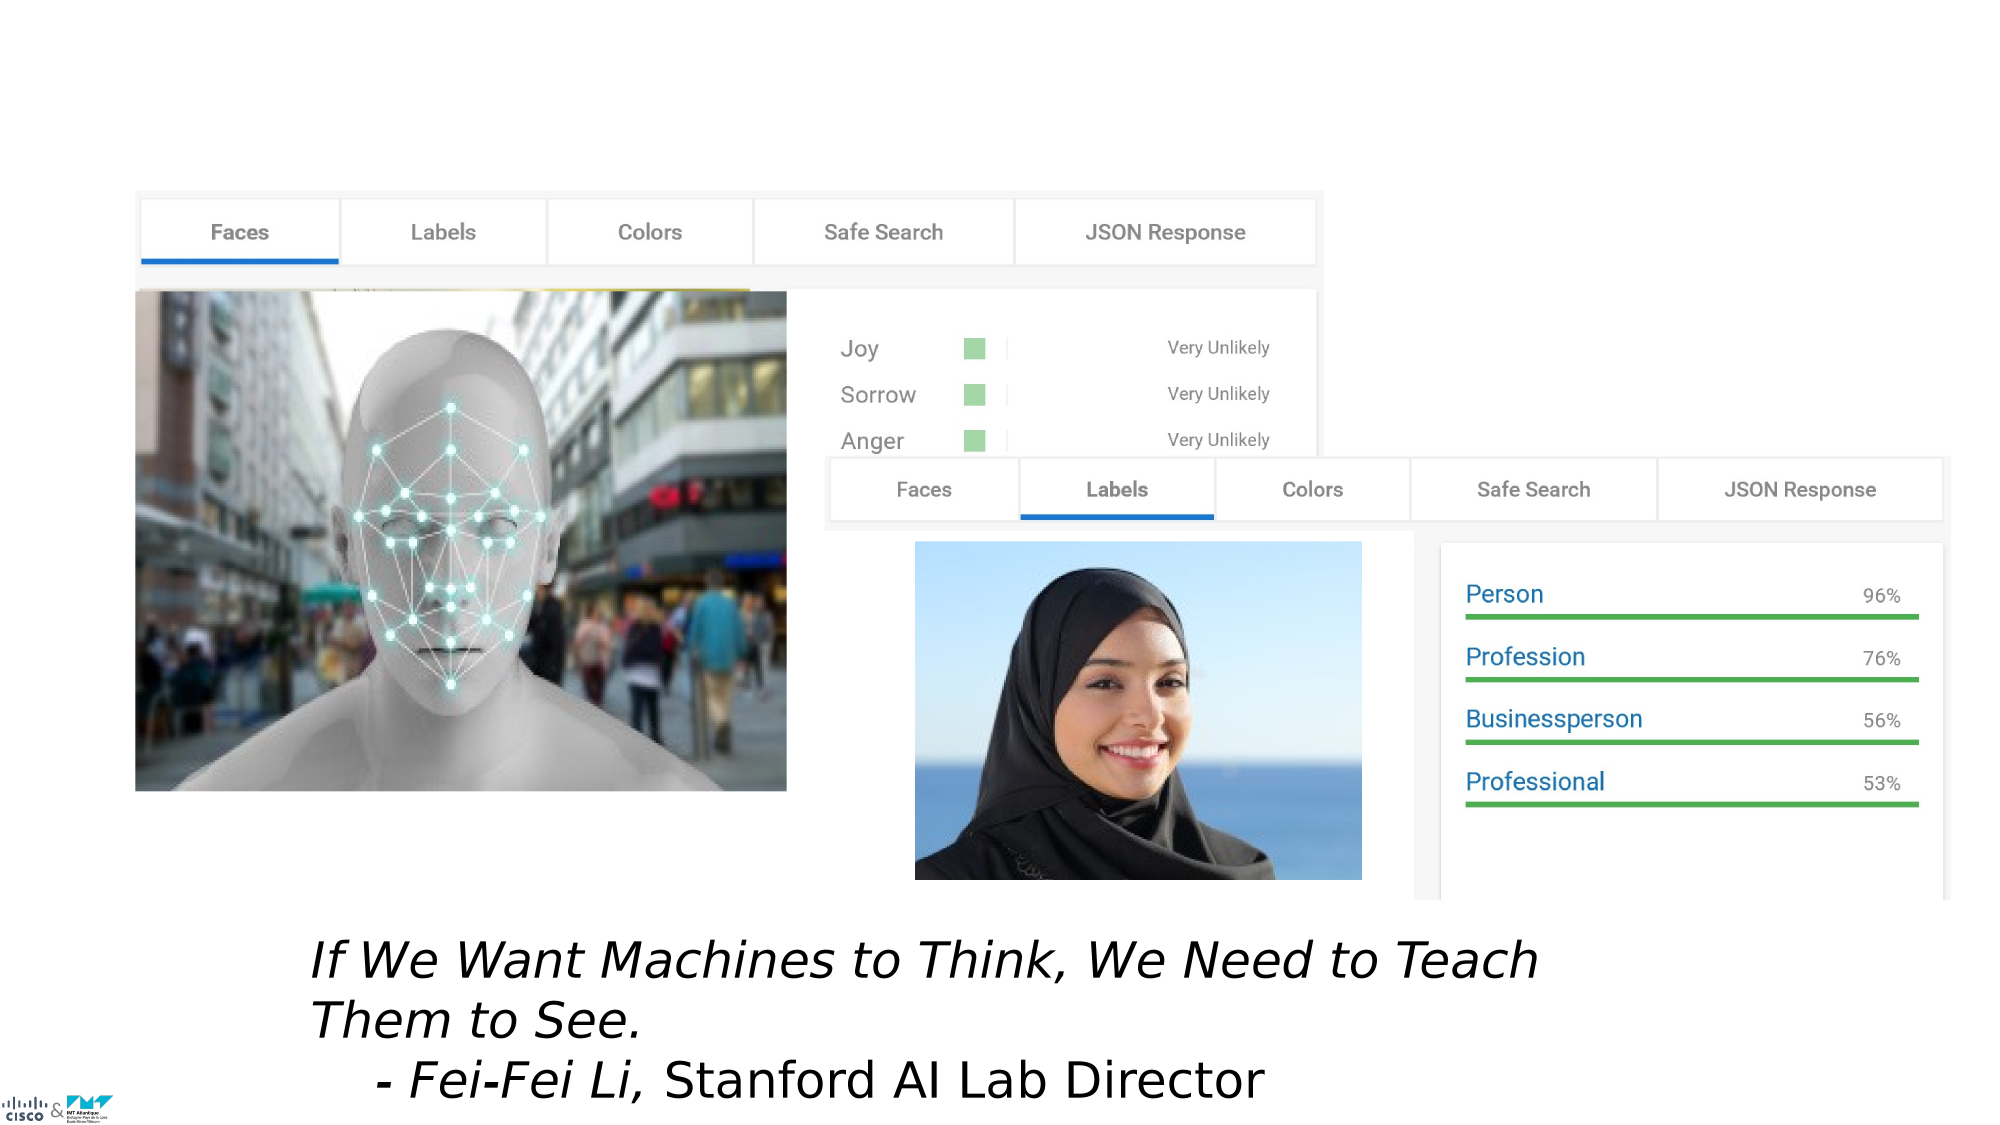 Faces Labels Colors Safe Search JSON Response
Joy Very Unlikely
Sorrow Very Unlikely
Anger Very Unlikely
Faces Labels Colors Safe Search JSON Response
Person 96%
Profession 76%
Businessperson 56%
Professional 53%
If We Want Machines to Think, We Need to Teach
Them to See.
- Fei-Fei Li, Stanford AI Lab Director
CISCO & IMT Atlantique